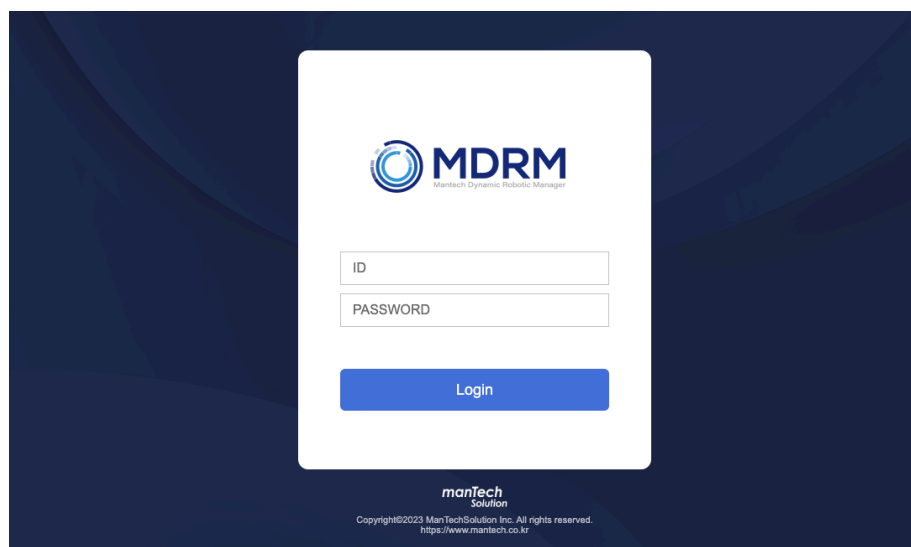 MDRM
Mantech Dynamic Robotic Manager
ID
PASSWORD
Login
manTech
Solution
Copyright©2023 ManTechSolution Inc. All rights reserved.
https://www.mantech.co.kr